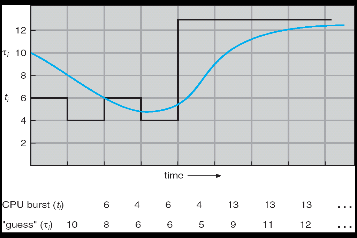 12
τi 10
8
ti 6
4
2
time
CPU burst (ti) 6 4 6 4 13 13 13 ...
"guess" (τi) 10 8 6 6 5 9 11 12 ...